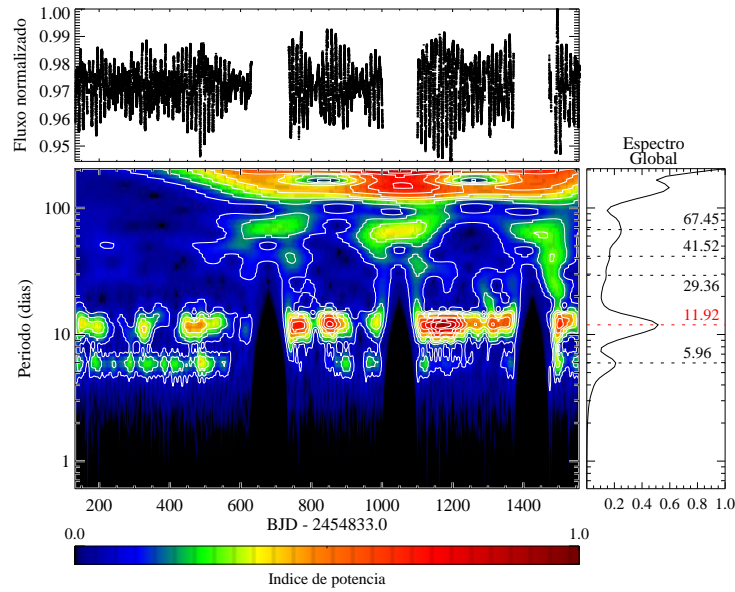 Fluxo normalizado
1.00
0.99
0.98
0.97
0.96
0.95
Espectro
Global
Periodo (dias)
100
10
1
67.45
41.52
29.36
11.92
5.96
200 400 600 800 1000 1200 1400
0.2 0.4 0.6 0.8 1.0
BJD - 2454833.0
0.0 1.0
Indice de potencia